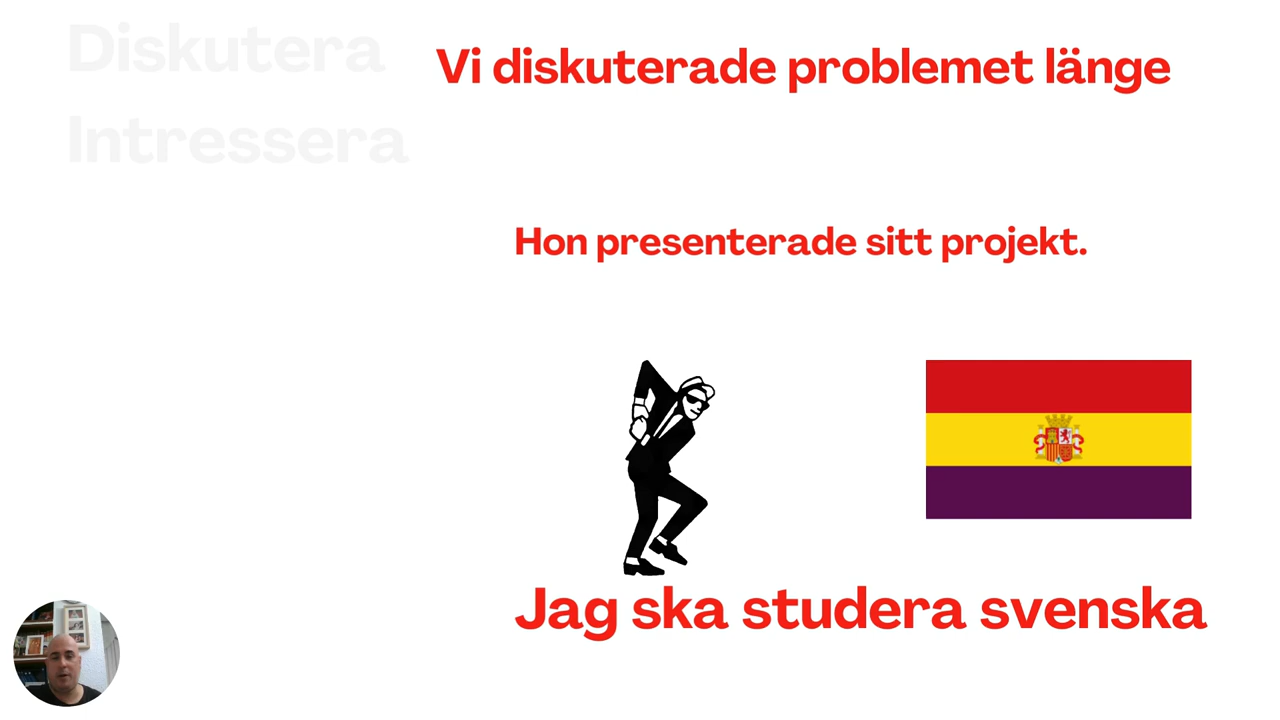 Diskutera
Vi diskuterade problemet länge
Intressera
Hon presenterade sitt projekt.
Jag ska studera svenska